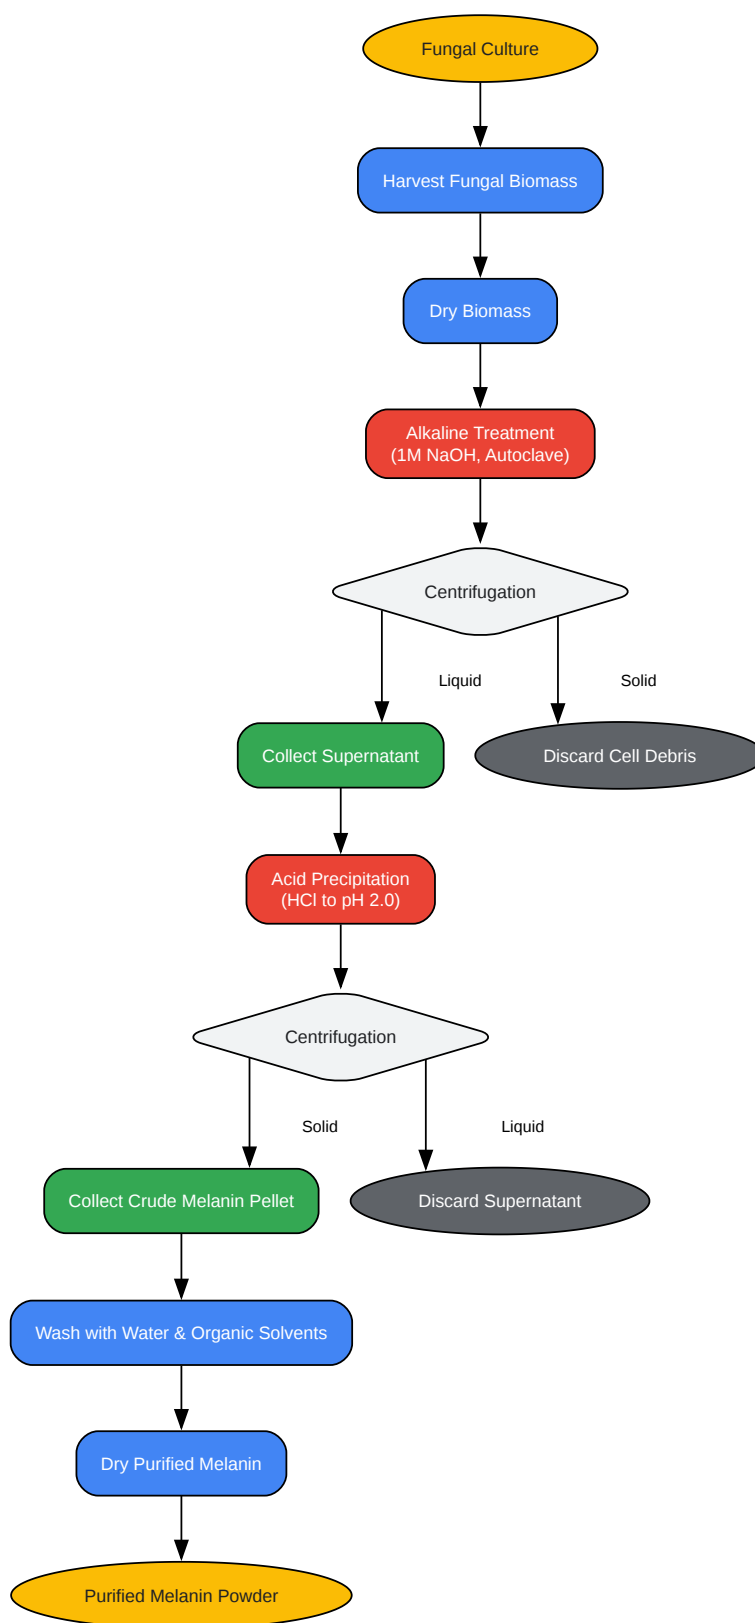 Fungal Culture
Harvest Fungal Biomass
Dry Biomass
Alkaline Treatment
(1M NaOH, Autoclave)
Centrifugation
Liquid
Solid
Collect Supernatant
Discard Cell Debris
Acid Precipitation
(HCl to pH 2.0)
Centrifugation
Solid
Liquid
Collect Crude Melanin Pellet
Discard Supernatant
Wash with Water & Organic Solvents
Dry Purified Melanin
Purified Melanin Powder